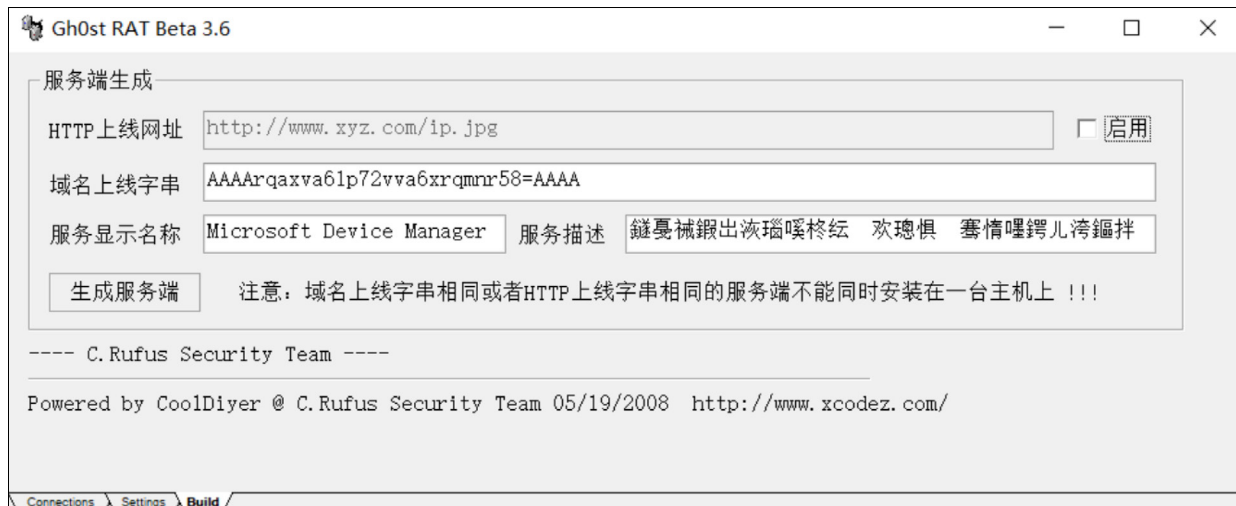 Gh0st RAT Beta 3.6
服务端生成
HTTP上线网址 http://www.xyz.com/ip.jpg 启用
域名上线字串 AAAArqaxva61p72vva6xrqmnr58=AAAA
服务显示名称 Microsoft Device Manager 服务描述
生成服务端 注意：域名上线字串相同或者HTTP上线字串相同的服务端不能同时安装在一台主机上 !!!
---- C.Rufus Security Team ----
Powered by CoolDiyer @ C.Rufus Security Team 05/19/2008 http://www.xcodez.com/
Connections Settings Build